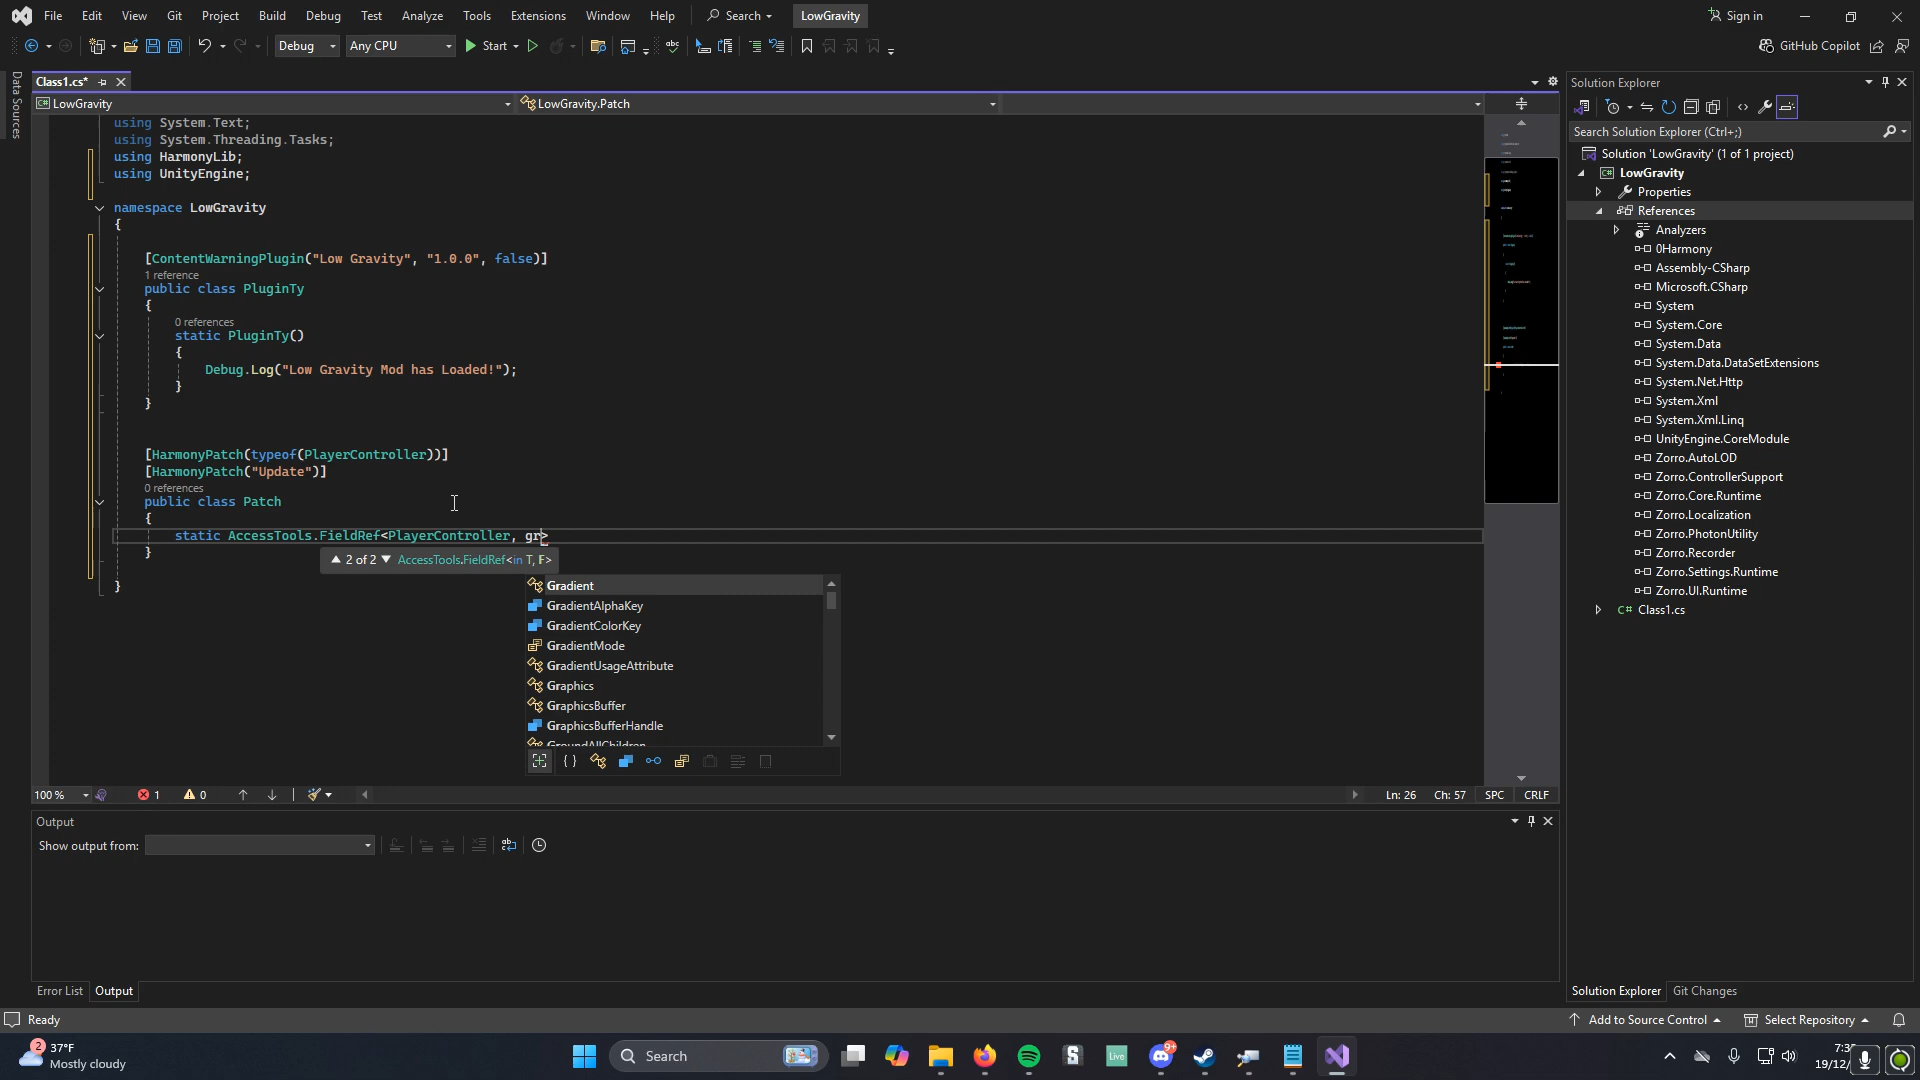 File Edit View Git Project Build Debug Test Analyze Tools Extensions Window Help Search LowGravity Sign in
Debug Any CPU Start GitHub Copilot
Data Sources
Class1.cs*
LowGravity LowGravity.Patch
using System.Text;
using System.Threading.Tasks;
using HarmonyLib;
using UnityEngine;
namespace LowGravity
{
[ContentWarningPlugin("Low Gravity", "1.0.0", false)]
1 reference
public class PluginTy
{
0 references
static PluginTy()
{
Debug.Log("Low Gravity Mod has Loaded!");
}
}
[HarmonyPatch(typeof(PlayerController))]
[HarmonyPatch("Update")]
0 references
public class Patch
{
static AccessTools.FieldRef<PlayerController, gr>
}
}
2 of 2 AccessTools.FieldRef<in T, F>
Gradient
GradientAlphaKey
GradientColorKey
GradientMode
GradientUsageAttribute
Graphics
GraphicsBuffer
GraphicsBufferHandle
GroundAllChildren
100 % 1 0 Ln: 26 Ch: 57 SPC CRLF
Output
Show output from:
Error List Output
Solution Explorer
Search Solution Explorer (Ctrl+;)
Solution 'LowGravity' (1 of 1 project)
LowGravity
Properties
References
Analyzers
0Harmony
Assembly-CSharp
Microsoft.CSharp
System
System.Core
System.Data
System.Data.DataSetExtensions
System.Net.Http
System.Xml
System.Xml.Linq
UnityEngine.CoreModule
Zorro.AutoLOD
Zorro.ControllerSupport
Zorro.Core.Runtime
Zorro.Localization
Zorro.PhotonUtility
Zorro.Recorder
Zorro.Settings.Runtime
Zorro.UI.Runtime
C# Class1.cs
Solution Explorer Git Changes
Ready Add to Source Control Select Repository
2 37°F
Mostly cloudy
Search
Live
9+
19/12/